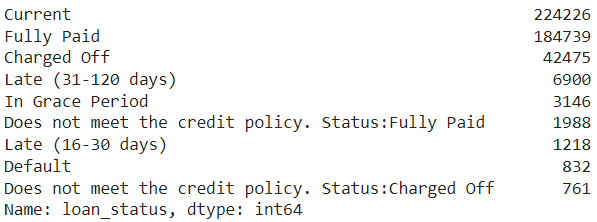 Current 224226
Fully Paid 184739
Charged Off 42475
Late (31-120 days) 6900
In Grace Period 3146
Does not meet the credit policy. Status:Fully Paid 1988
Late (16-30 days) 1218
Default 832
Does not meet the credit policy. Status:Charged Off 761
Name: loan_status, dtype: int64